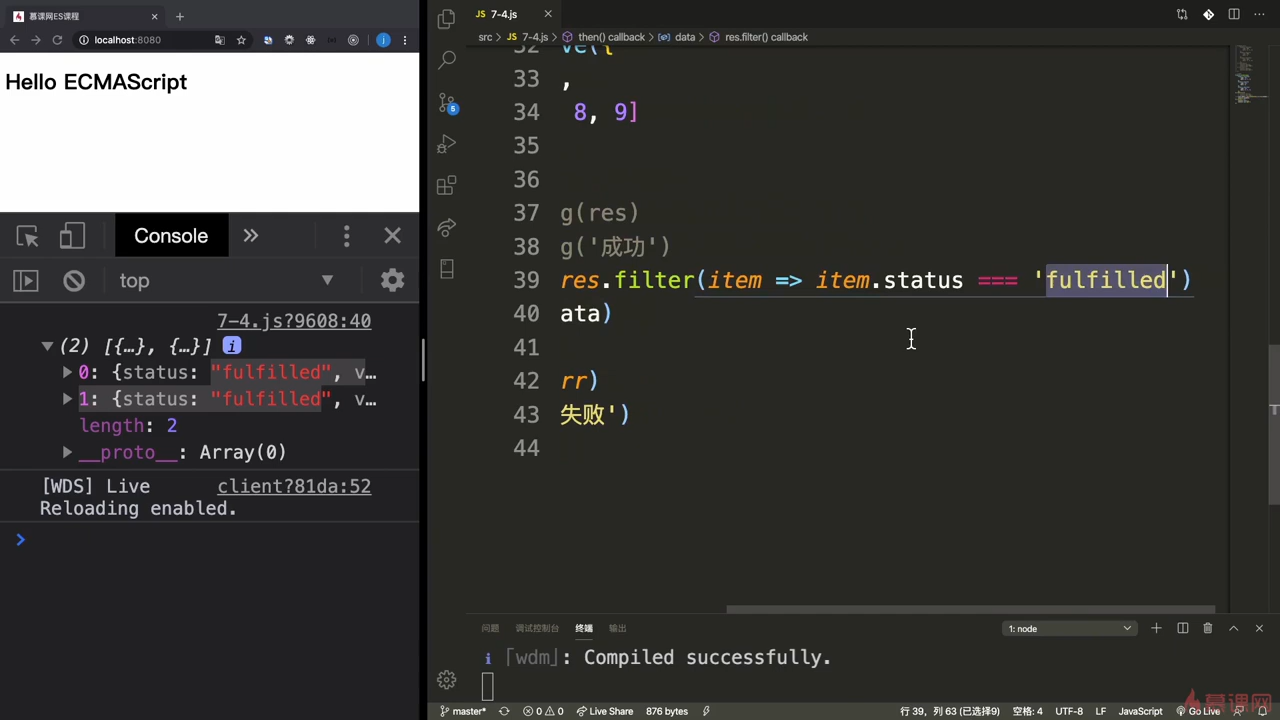 慕课网ES课程
localhost:8080
Hello ECMAScript
Console
top
7-4.js?9608:40
(2) [{…}, {…}]
0: {status: "fulfilled", v…
1: {status: "fulfilled", v…
length: 2
__proto__: Array(0)
[WDS] Live client?81da:52
Reloading enabled.
JS 7-4.js
src > JS 7-4.js > then() callback > data > res.filter() callback
32 ve({
33 ,
34 8, 9]
35
36
37 g(res)
38 g('成功')
39 res.filter(item => item.status === 'fulfilled')
40 ata)
41
42 rr)
43 失败')
44
5
问题 调试控制台 终端 输出
1: node
i 「wdm」: Compiled successfully.
master* 0 0 Live Share 876 bytes
行 39，列 63 (已选择9) 空格: 4 UTF-8 LF JavaScript Go Live
慕课网